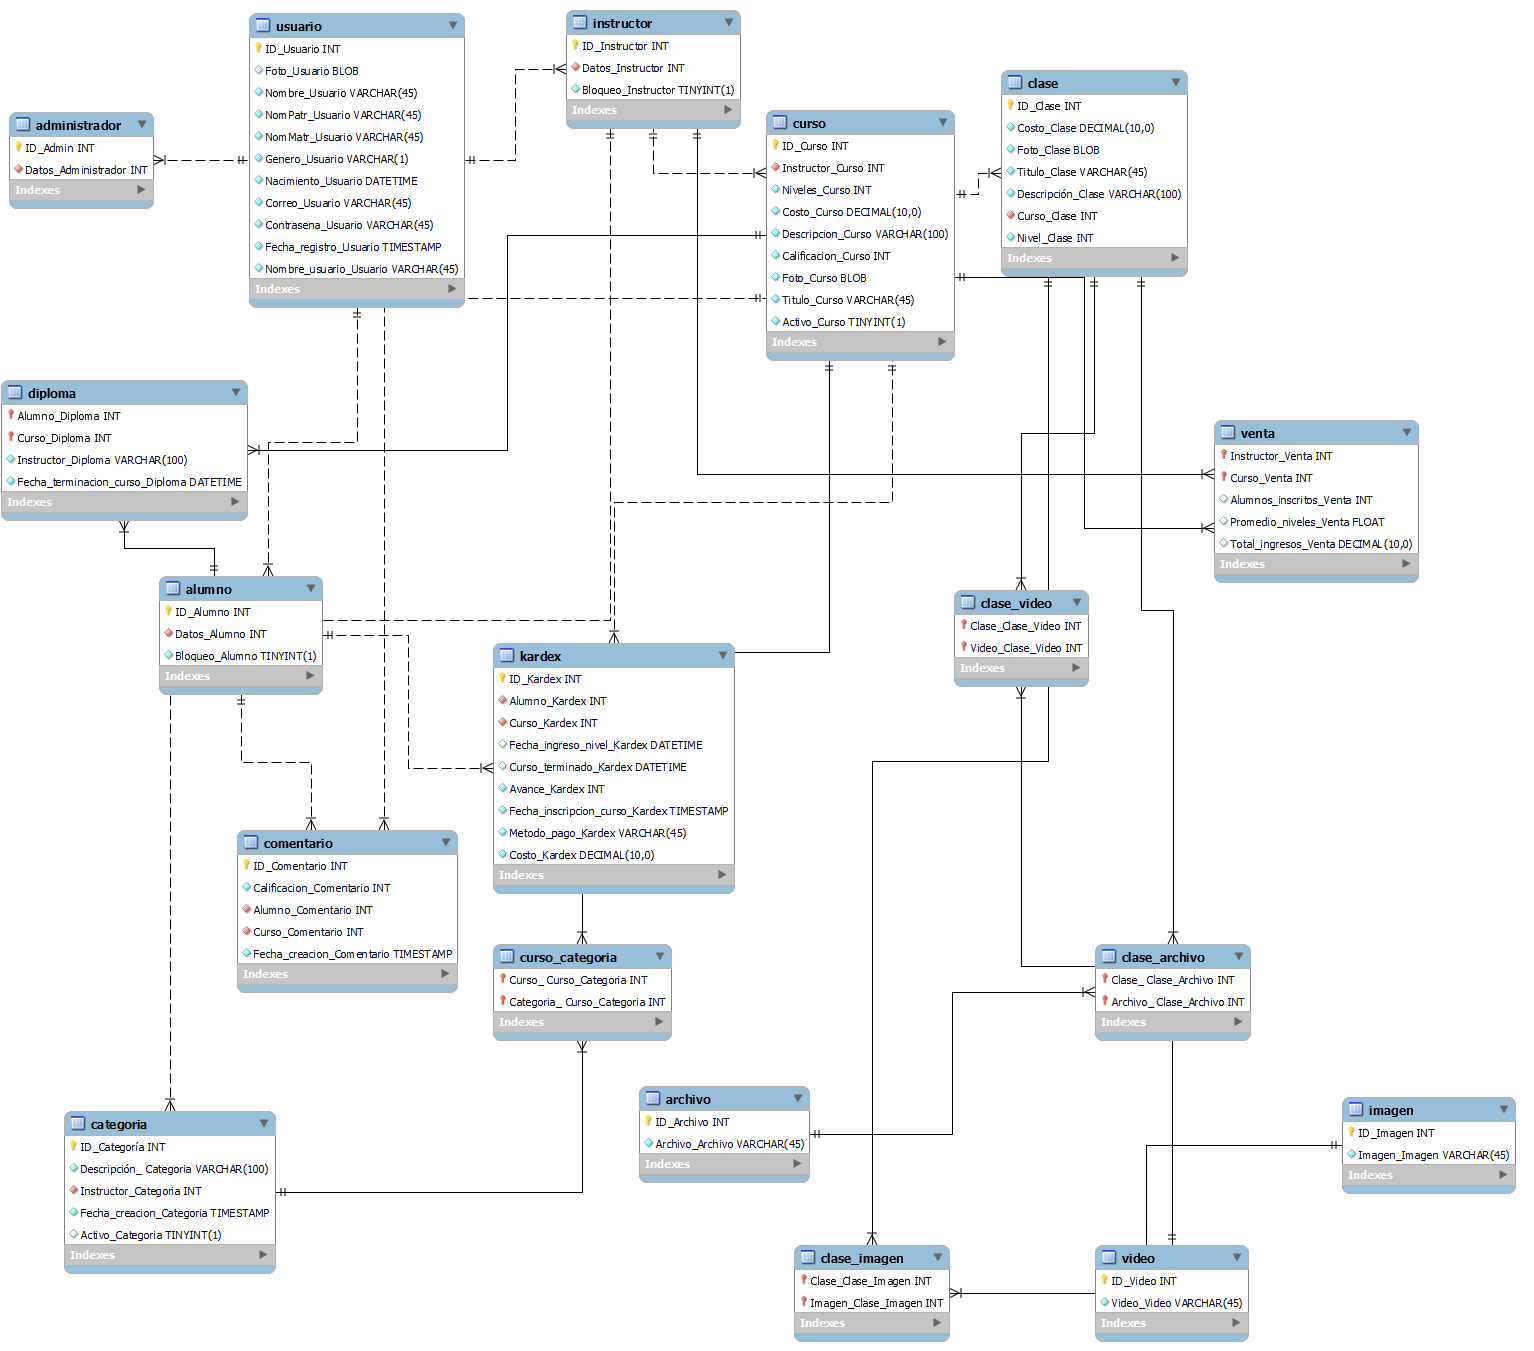 usuario
ID_Usuario INT
Foto_Usuario BLOB
Nombre_Usuario VARCHAR(45)
NomPatr_Usuario VARCHAR(45)
NomMatr_Usuario VARCHAR(45)
Genero_Usuario VARCHAR(1)
Nacimiento_Usuario DATETIME
Correo_Usuario VARCHAR(45)
Contrasena_Usuario VARCHAR(45)
Fecha_registro_Usuario TIMESTAMP
Nombre_usuario_Usuario VARCHAR(45)
Indexes
instructor
ID_Instructor INT
Datos_Instructor INT
Bloqueo_Instructor TINYINT(1)
Indexes
clase
ID_Clase INT
Costo_Clase DECIMAL(10,0)
Foto_Clase BLOB
Titulo_Clase VARCHAR(45)
Descripción_Clase VARCHAR(100)
Curso_Clase INT
Nivel_Clase INT
Indexes
administrador
ID_Admin INT
Datos_Administrador INT
Indexes
curso
ID_Curso INT
Instructor_Curso INT
Niveles_Curso INT
Costo_Curso DECIMAL(10,0)
Descripcion_Curso VARCHAR(100)
Calificacion_Curso INT
Foto_Curso BLOB
Titulo_Curso VARCHAR(45)
Activo_Curso TINYINT(1)
Indexes
diploma
Alumno_Diploma INT
Curso_Diploma INT
Instructor_Diploma VARCHAR(100)
Fecha_terminacion_curso_Diploma DATETIME
Indexes
venta
Instructor_Venta INT
Curso_Venta INT
Alumnos_inscritos_Venta INT
Promedio_niveles_Venta FLOAT
Total_ingresos_Venta DECIMAL(10,0)
Indexes
alumno
ID_Alumno INT
Datos_Alumno INT
Bloqueo_Alumno TINYINT(1)
Indexes
clase_video
Clase_Clase_Video INT
Video_Clase_Video INT
Indexes
kardex
ID_Kardex INT
Alumno_Kardex INT
Curso_Kardex INT
Fecha_ingreso_nivel_Kardex DATETIME
Curso_terminado_Kardex DATETIME
Avance_Kardex INT
Fecha_inscripcion_curso_Kardex TIMESTAMP
Metodo_pago_Kardex VARCHAR(45)
Costo_Kardex DECIMAL(10,0)
Indexes
comentario
ID_Comentario INT
Calificacion_Comentario INT
Alumno_Comentario INT
Curso_Comentario INT
Fecha_creacion_Comentario TIMESTAMP
Indexes
curso_categoria
Curso_ Curso_Categoria INT
Categoria_ Curso_Categoria INT
Indexes
clase_archivo
Clase_ Clase_Archivo INT
Archivo_ Clase_Archivo INT
Indexes
archivo
ID_Archivo INT
Archivo_Archivo VARCHAR(45)
Indexes
imagen
ID_Imagen INT
Imagen_Imagen VARCHAR(45)
Indexes
categoria
ID_Categoría INT
Descripción_ Categoria VARCHAR(100)
Instructor_Categoria INT
Fecha_creacion_Categoria TIMESTAMP
Activo_Categoria TINYINT(1)
Indexes
clase_imagen
Clase_Clase_Imagen INT
Imagen_Clase_Imagen INT
Indexes
video
ID_Video INT
Video_Video VARCHAR(45)
Indexes